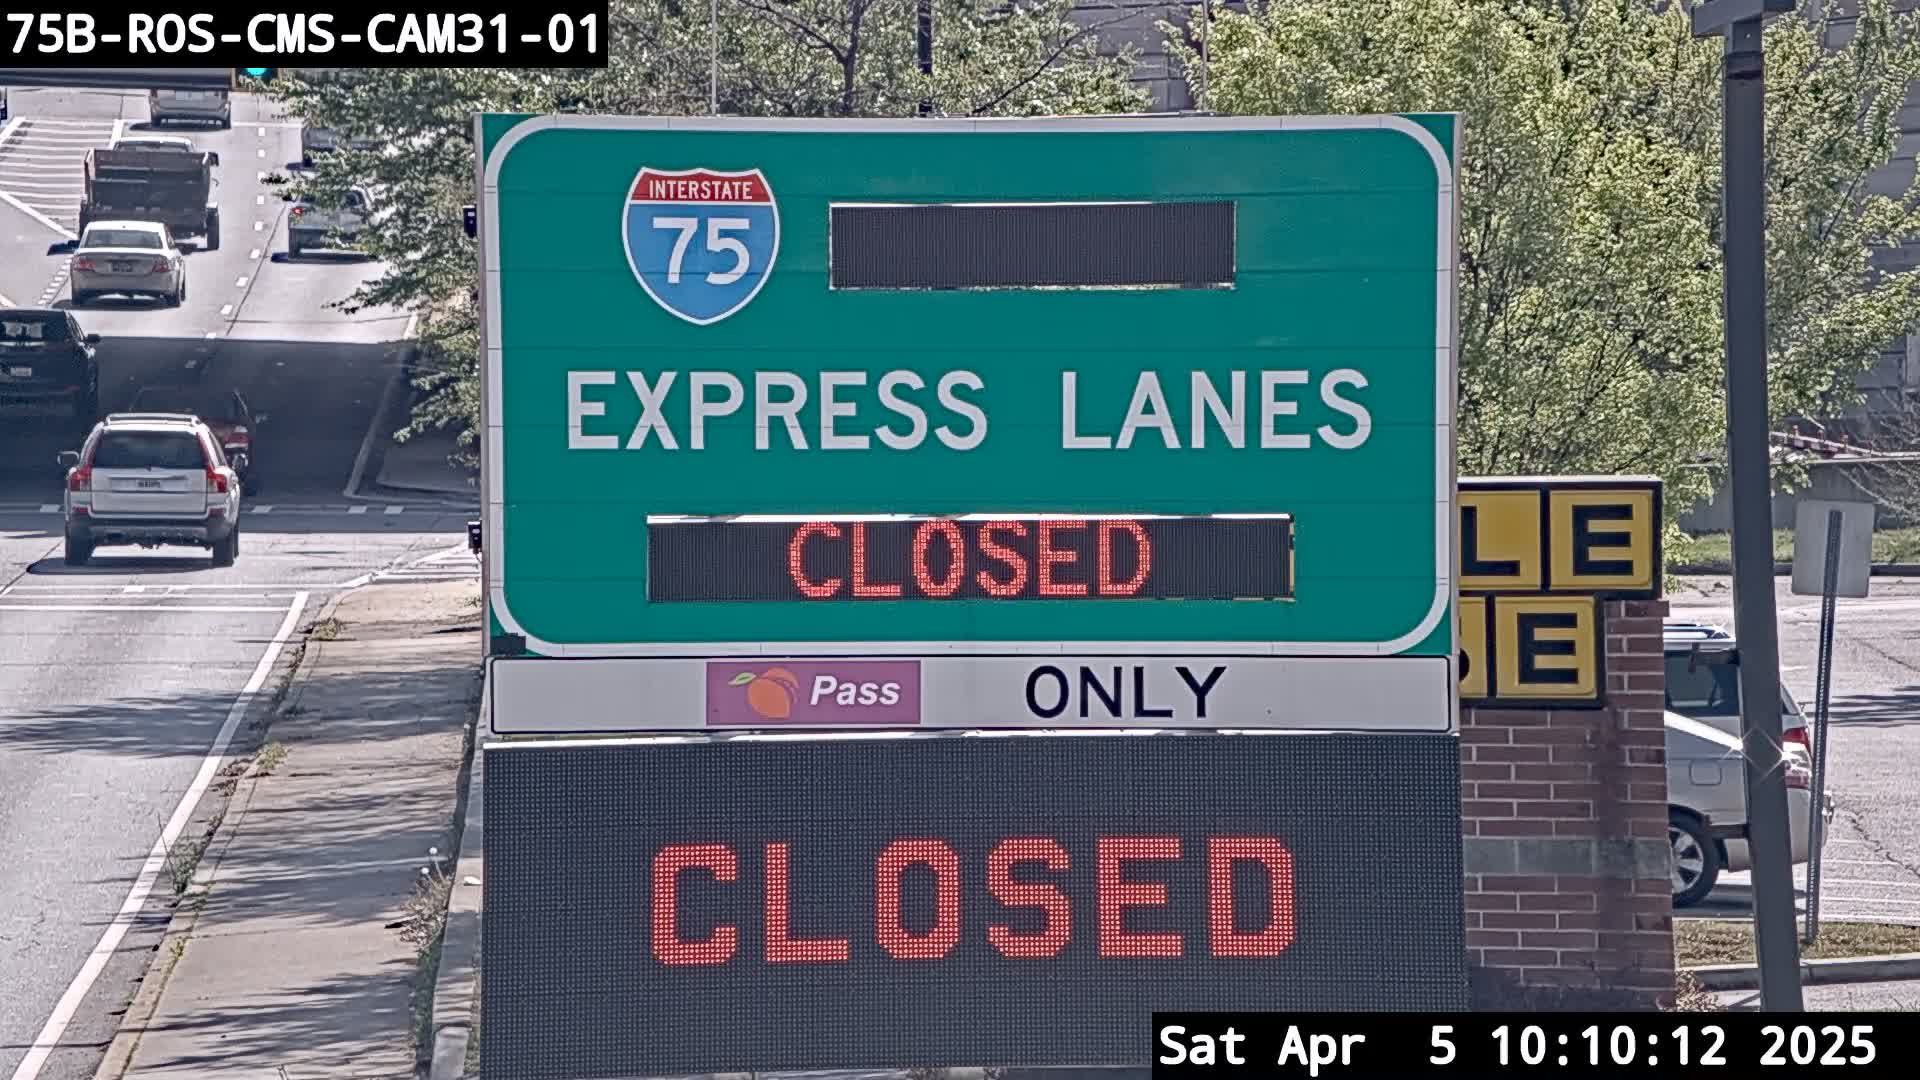 75B-ROS-CMS-CAM31-01
INTERSTATE
75
EXPRESS LANES
CLOSED
Pass ONLY
CLOSED
LE
E
Sat Apr 5 10:10:12 2025